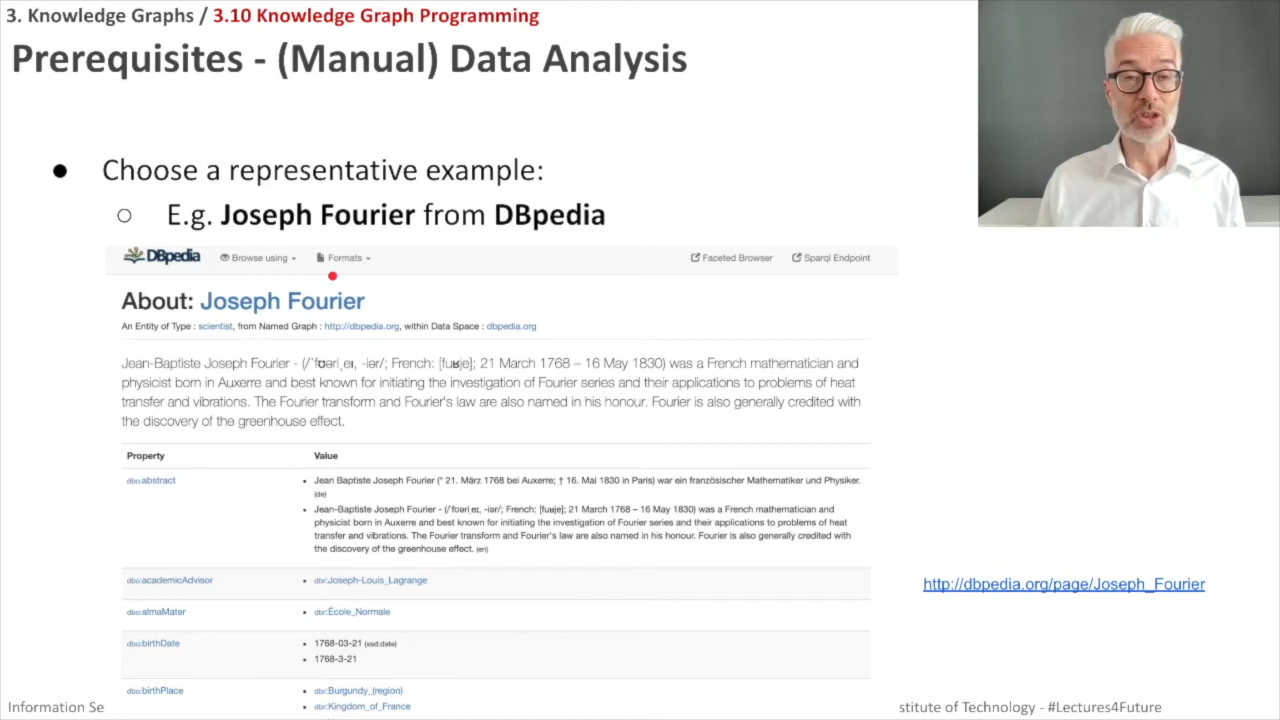 3. Knowledge Graphs / 3.10 Knowledge Graph Programming
Prerequisites - (Manual) Data Analysis
● Choose a representative example:
○ E.g. Joseph Fourier from DBpedia
DBpedia Browse using Formats Faceted Browser Sparql Endpoint
About: Joseph Fourier
An Entity of Type : scientist, from Named Graph : http://dbpedia.org, within Data Space : dbpedia.org
Jean-Baptiste Joseph Fourier - (/ˈfʊəriˌeɪ, -iər/; French: [fuʁje]; 21 March 1768 – 16 May 1830) was a French mathematician and
physicist born in Auxerre and best known for initiating the investigation of Fourier series and their applications to problems of heat
transfer and vibrations. The Fourier transform and Fourier's law are also named in his honour. Fourier is also generally credited with
the discovery of the greenhouse effect.
Property Value
dbo:abstract
• Jean Baptiste Joseph Fourier (* 21. März 1768 bei Auxerre; † 16. Mai 1830 in Paris) war ein französischer Mathematiker und Physiker.
(de)
• Jean-Baptiste Joseph Fourier - (/ˈfʊəriˌeɪ, -iər/; French: [fuʁje]; 21 March 1768 – 16 May 1830) was a French mathematician and
physicist born in Auxerre and best known for initiating the investigation of Fourier series and their applications to problems of heat
transfer and vibrations. The Fourier transform and Fourier's law are also named in his honour. Fourier is also generally credited with
the discovery of the greenhouse effect. (en)
dbo:academicAdvisor • dbr:Joseph-Louis_Lagrange
http://dbpedia.org/page/Joseph_Fourier
dbo:almaMater • dbr:École_Normale
dbo:birthDate • 1768-03-21 (xsd:date)
• 1768-3-21
dbo:birthPlace • dbr:Burgundy_(region)
• dbr:Kingdom_of_France
Information Se
stitute of Technology - #Lectures4Future